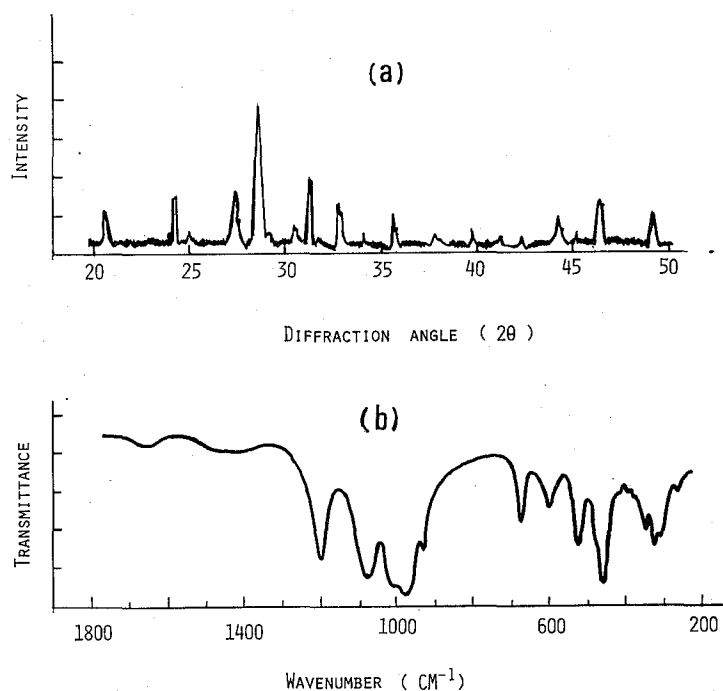 (a)
INTENSITY
20 25 30 35 40 45 50
DIFFRACTION ANGLE ( 2θ )
(b)
TRANSMITTANCE
1800 1400 1000 600 200
WAVENUMBER ( CM⁻¹ )